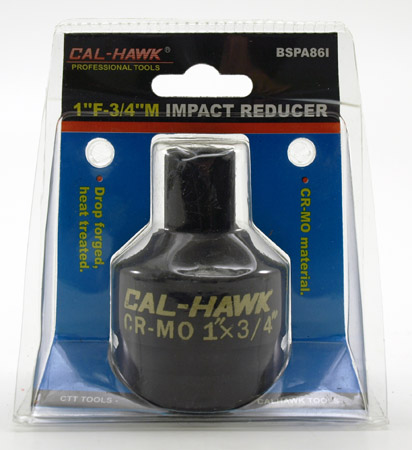 CAL-HAWK®
PROFESSIONAL TOOLS
BSPA86I
1"F-3/4"M IMPACT REDUCER
• Drop forged,
heat treated.
• CR-MO material.
CAL-HAWK
CR-MO 1"x3/4"
CTT TOOLS
CALHAWK TOOLS